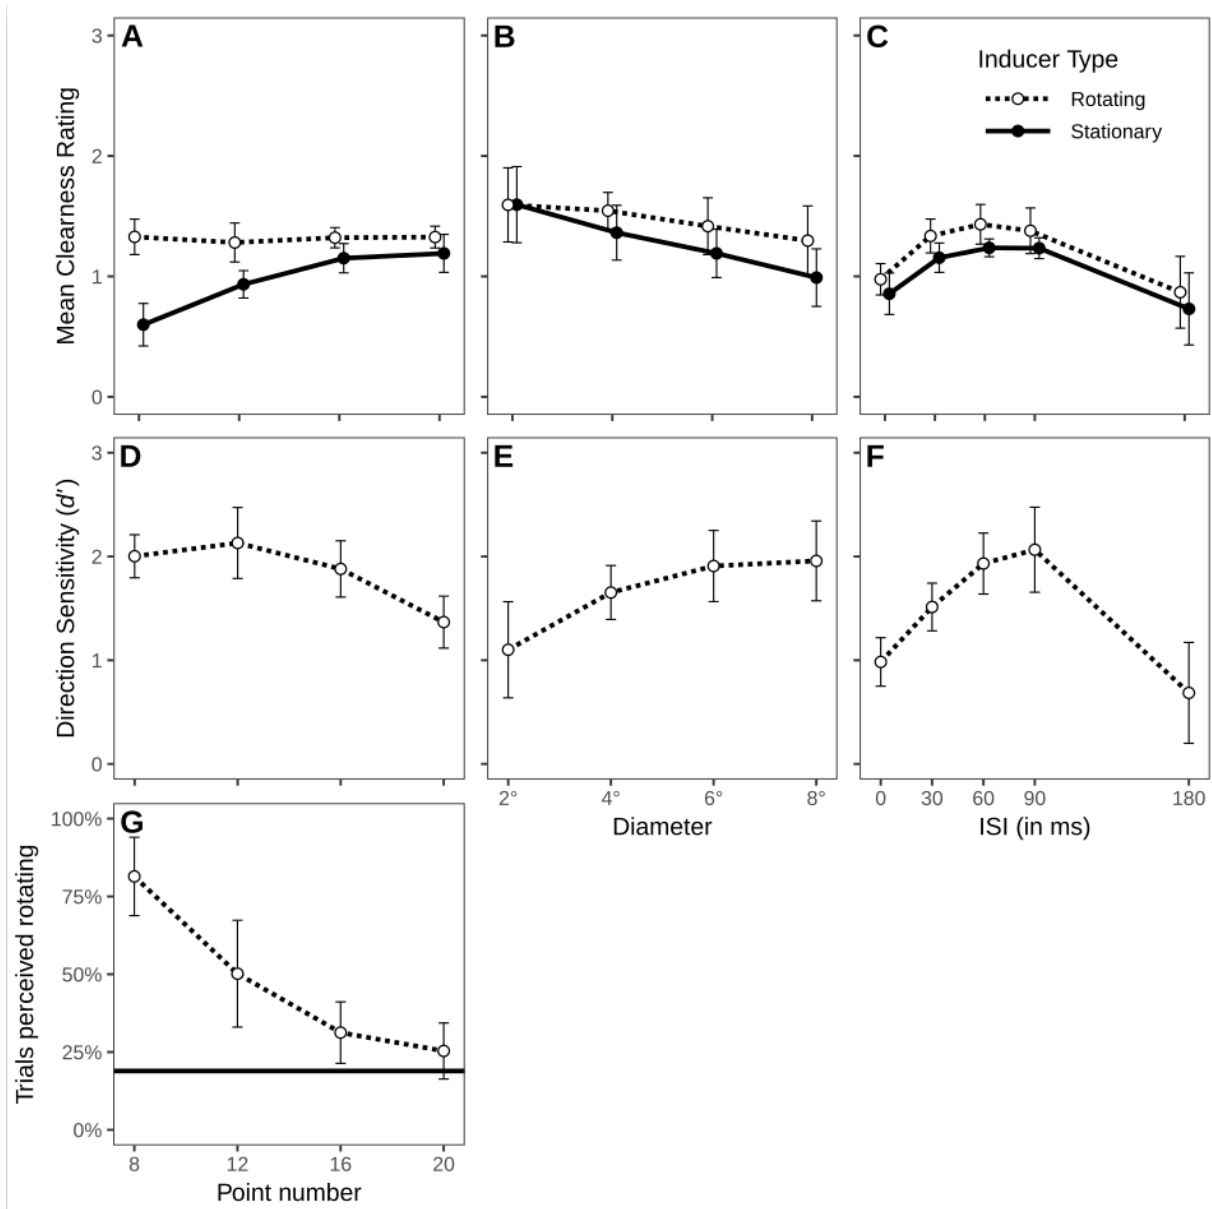 A
B
C
3
2
1
0
Mean Clearness Rating
Inducer Type
Rotating
Stationary
D
E
F
3
2
1
0
Direction Sensitivity (d′)
2° 4° 6° 8°
Diameter
0 30 60 90 180
ISI (in ms)
G
100%
75%
50%
25%
0%
Trials perceived rotating
8 12 16 20
Point number